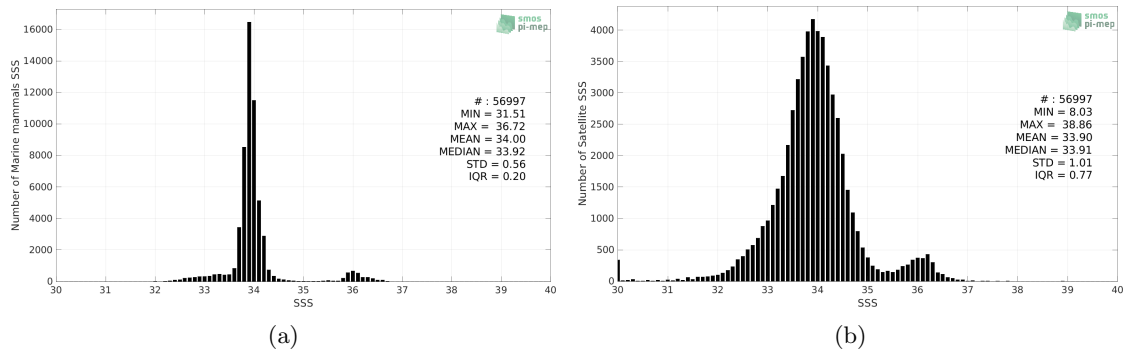 smos
pi-mep
16000
14000
12000
10000
8000
6000
4000
2000
0
Number of Marine mammals SSS
# : 56997
MIN = 31.51
MAX = 36.72
MEAN = 34.00
MEDIAN = 33.92
STD = 0.56
IQR = 0.20
30 31 32 33 34 35 36 37 38 39 40
SSS
(a)
smos
pi-mep
4000
3500
3000
2500
2000
1500
1000
500
0
Number of Satellite SSS
# : 56997
MIN = 8.03
MAX = 38.86
MEAN = 33.90
MEDIAN = 33.91
STD = 1.01
IQR = 0.77
30 31 32 33 34 35 36 37 38 39 40
SSS
(b)